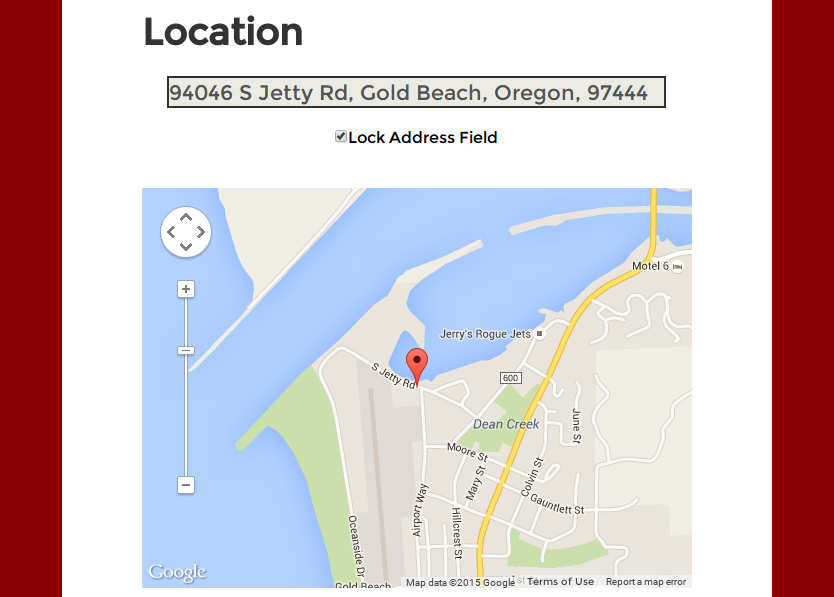 Location
94046 S Jetty Rd, Gold Beach, Oregon, 97444
Lock Address Field
Motel 6
Jerry's Rogue Jets
S Jetty Rd
600
Dean Creek
June St
Moore St
Mary St
Colvin St
Gauntlett St
Airport Way
Hillcrest St
Oceanside Dr
Gold Beach
Google
Map data ©2015 Google
Terms of Use
Report a map error